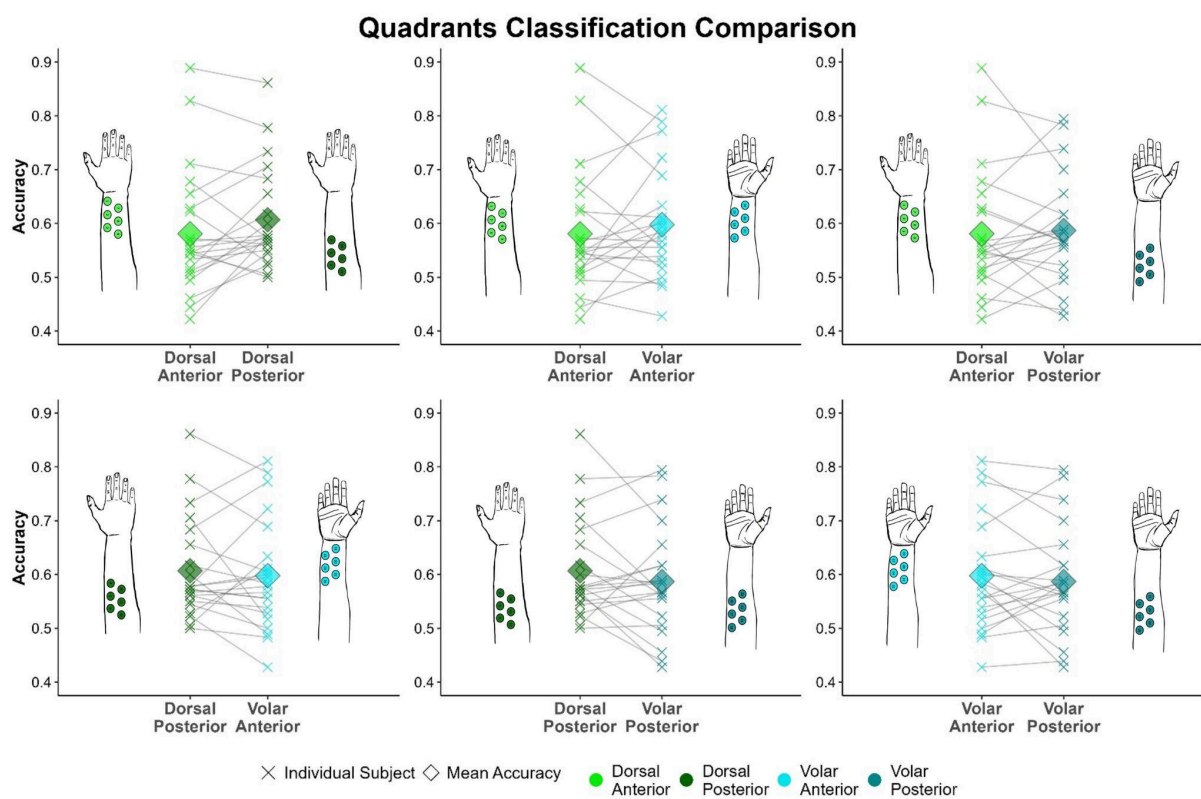 Quadrants Classification Comparison
Accuracy
0.9
0.8
0.7
0.6
0.5
0.4
Dorsal
Anterior
Dorsal
Posterior
0.9
0.8
0.7
0.6
0.5
0.4
Dorsal
Anterior
Volar
Anterior
0.9
0.8
0.7
0.6
0.5
0.4
Dorsal
Anterior
Volar
Posterior
Accuracy
0.9
0.8
0.7
0.6
0.5
0.4
Dorsal
Posterior
Volar
Anterior
0.9
0.8
0.7
0.6
0.5
0.4
Dorsal
Posterior
Volar
Posterior
0.9
0.8
0.7
0.6
0.5
0.4
Volar
Anterior
Volar
Posterior
Individual Subject
Mean Accuracy
Dorsal
Anterior
Dorsal
Posterior
Volar
Anterior
Volar
Posterior